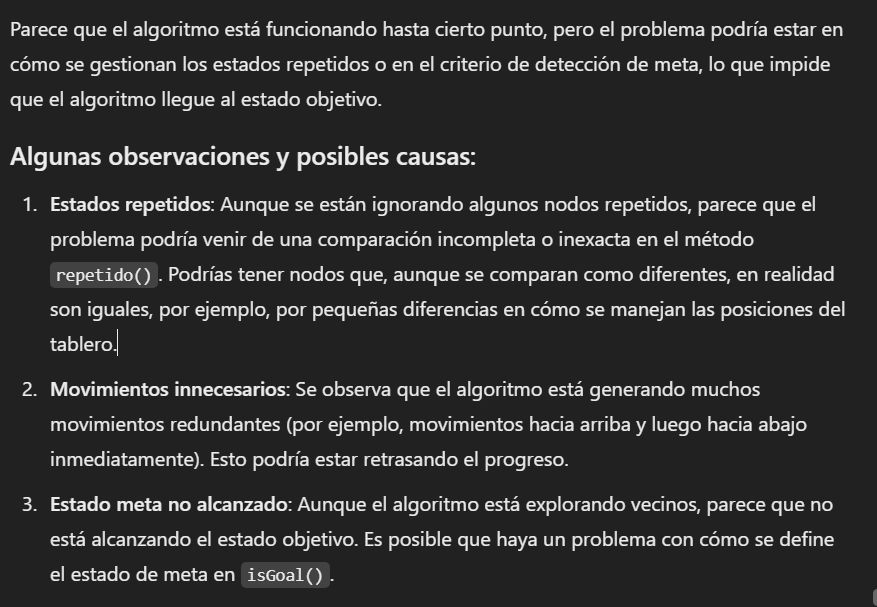 Parece que el algoritmo está funcionando hasta cierto punto, pero el problema podría estar en
cómo se gestionan los estados repetidos o en el criterio de detección de meta, lo que impide
que el algoritmo llegue al estado objetivo.
Algunas observaciones y posibles causas:
1. Estados repetidos: Aunque se están ignorando algunos nodos repetidos, parece que el
problema podría venir de una comparación incompleta o inexacta en el método
repetido(). Podrías tener nodos que, aunque se comparan como diferentes, en realidad
son iguales, por ejemplo, por pequeñas diferencias en cómo se manejan las posiciones del
tablero.
2. Movimientos innecesarios: Se observa que el algoritmo está generando muchos
movimientos redundantes (por ejemplo, movimientos hacia arriba y luego hacia abajo
inmediatamente). Esto podría estar retrasando el progreso.
3. Estado meta no alcanzado: Aunque el algoritmo está explorando vecinos, parece que no
está alcanzando el estado objetivo. Es posible que haya un problema con cómo se define
el estado de meta en isGoal().